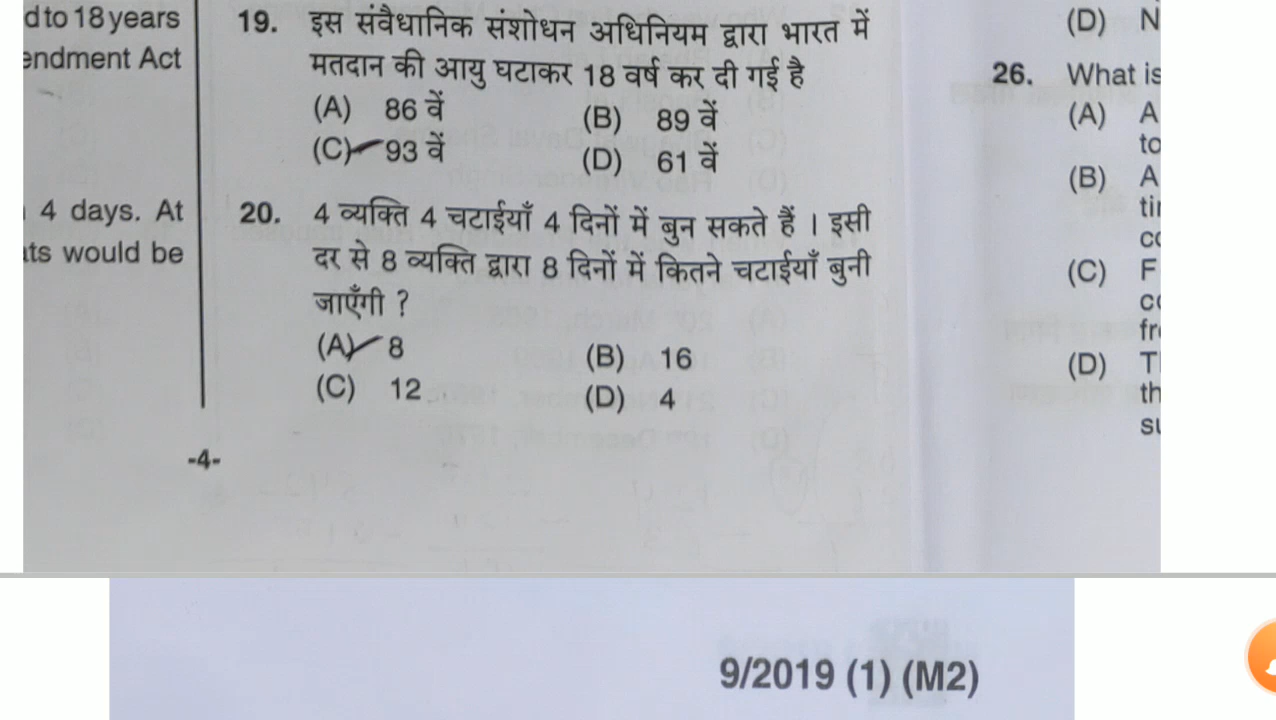 d to 18 years
endment Act
4 days. At
ts would be
19. इस संवैधानिक संशोधन अधिनियम द्वारा भारत में
मतदान की आयु घटाकर 18 वर्ष कर दी गई है
(A) 86 वें (B) 89 वें
(C) 93 वें (D) 61 वें
20. 4 व्यक्ति 4 चटाईयाँ 4 दिनों में बुन सकते हैं । इसी
दर से 8 व्यक्ति द्वारा 8 दिनों में कितने चटाईयाँ बुनी
जाएँगी ?
(A) 8 (B) 16
(C) 12 (D) 4
-4-
(D) N
26. What is
(A) A
to
(B) A
(C) F
fr
(D) T
th
9/2019 (1) (M2)